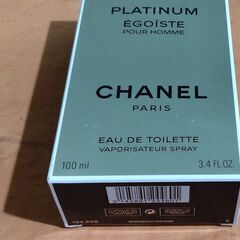 PLATINUM
ÉGOÏSTE
POUR HOMME
CHANEL
PARIS
EAU DE TOILETTE
VAPORISATEUR SPRAY
100 ml 3.4 FL.OZ.